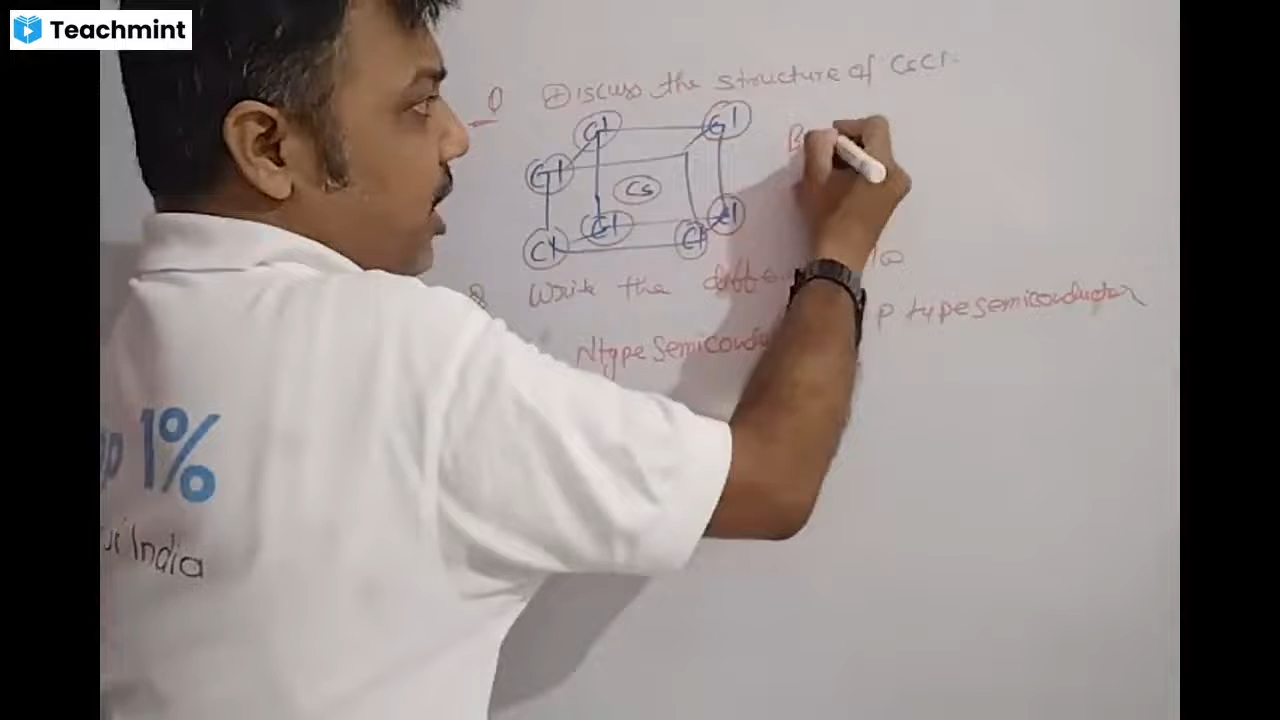 Teachmint
Q Discuss the structure of CsCl.
Cl Cl
Cl
Cs
Cl Cl
Cl Cl
B
Q Write the
N type Semicondu P type semiconductor
1%
India